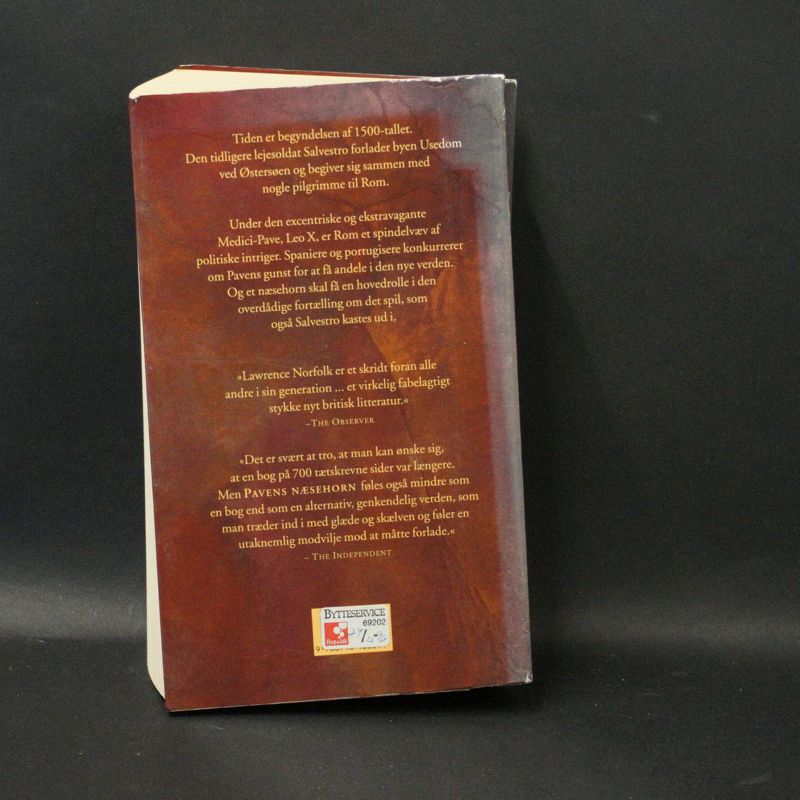 Tiden er begyndelsen af 1500-tallet.
Den tidligere lejesoldat Salvestro forlader byen Usedom
ved Østersøen og begiver sig sammen med
nogle pilgrimme til Rom.
Under den excentriske og ekstravagante
Medici-Pave, Leo X, er Rom et spindelvæv af
politiske intriger. Spaniere og portugisere konkurrerer
om Pavens gunst for at få andele i den nye verden.
Og et næsehorn skal få en hovedrolle i den
overdådige fortælling om det spil, som
også Salvestro kastes ud i.
»Lawrence Norfolk er et skridt foran alle
andre i sin generation ... et virkelig fabelagtigt
stykke nyt britisk litteratur.«
–THE OBSERVER
»Det er svært at tro, at man kan ønske sig,
at en bog på 700 tætskrevne sider var længere.
Men PAVENS NÆSEHORN føles også mindre som
en bog end som en alternativ, genkendelig verden, som
man træder ind i med glæde og skælven og føler en
utaknemlig modvilje mod at måtte forlade.«
– THE INDEPENDENT
BYTTESERVICE
69202
Bog & idé